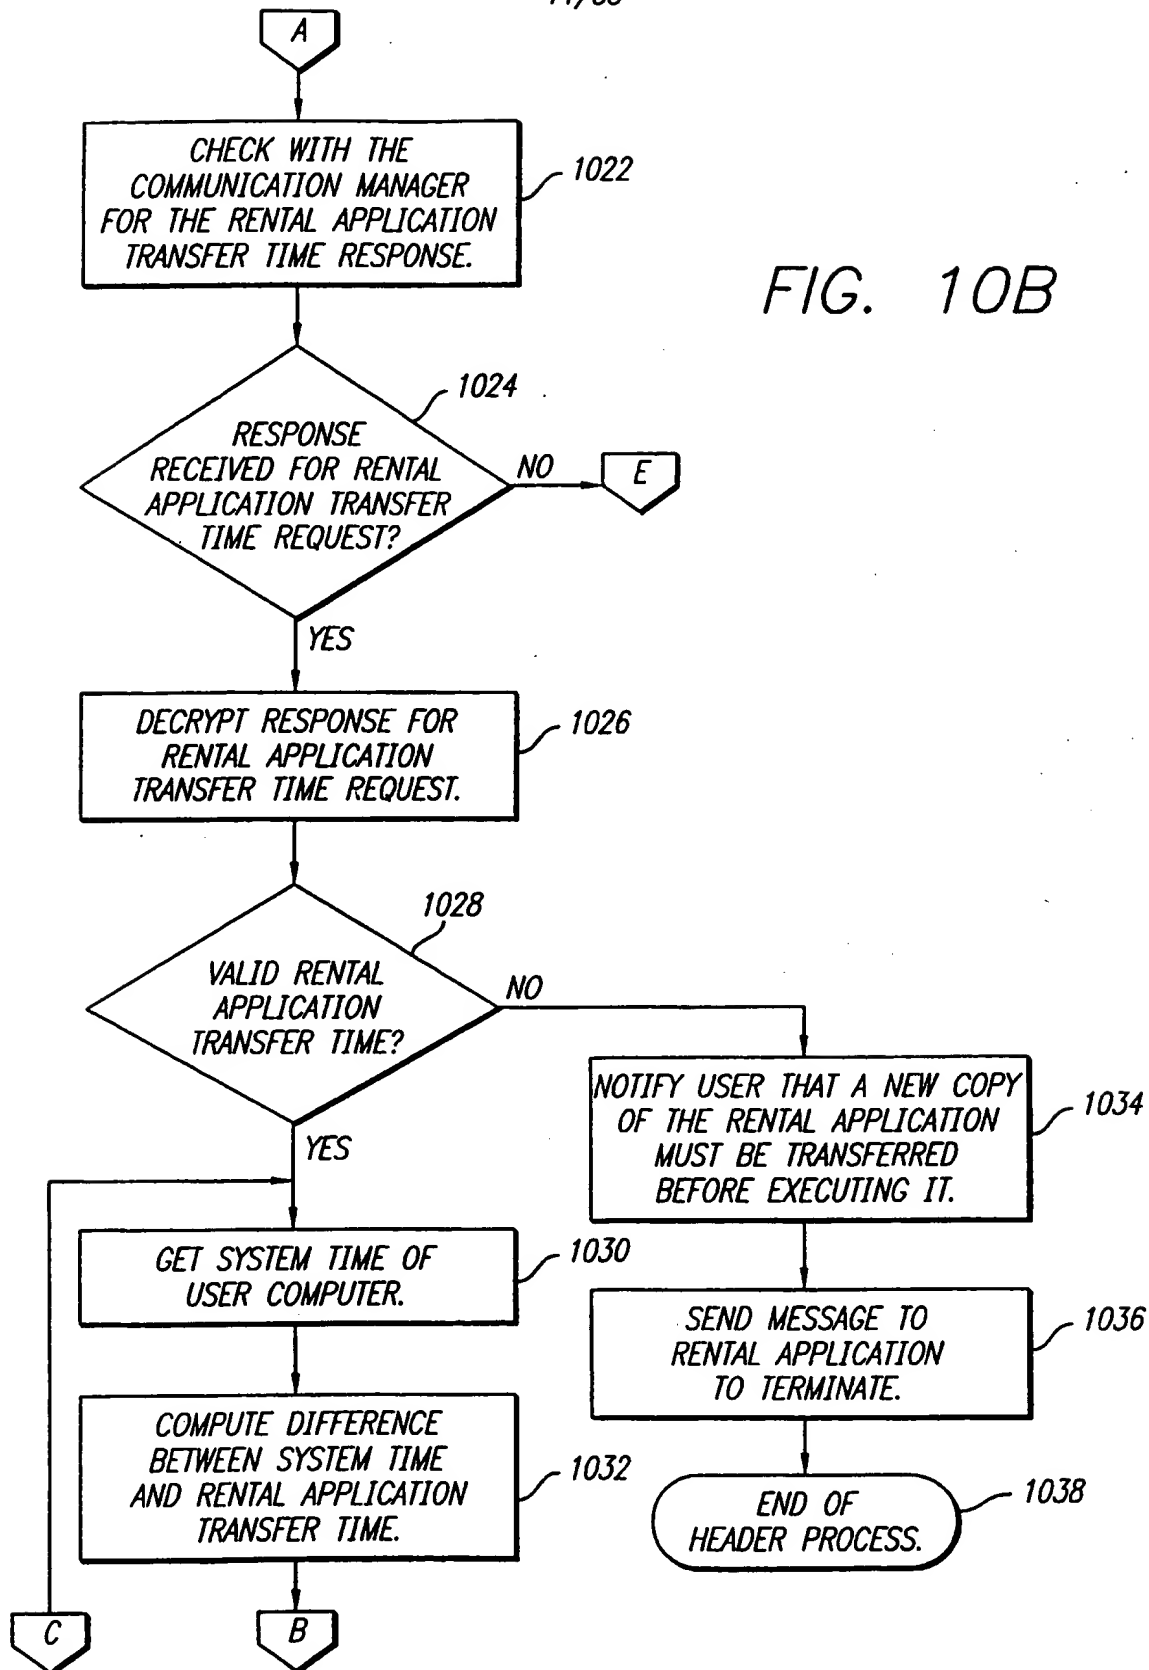 A
CHECK WITH THE
COMMUNICATION MANAGER
FOR THE RENTAL APPLICATION
TRANSFER TIME RESPONSE.
1022
FIG. 10B
RESPONSE
RECEIVED FOR RENTAL
APPLICATION TRANSFER
TIME REQUEST?
1024
NO
E
YES
DECRYPT RESPONSE FOR
RENTAL APPLICATION
TRANSFER TIME REQUEST.
1026
VALID RENTAL
APPLICATION
TRANSFER TIME?
1028
NO
YES
NOTIFY USER THAT A NEW COPY
OF THE RENTAL APPLICATION
MUST BE TRANSFERRED
BEFORE EXECUTING IT.
1034
GET SYSTEM TIME OF
USER COMPUTER.
1030
SEND MESSAGE TO
RENTAL APPLICATION
TO TERMINATE.
1036
COMPUTE DIFFERENCE
BETWEEN SYSTEM TIME
AND RENTAL APPLICATION
TRANSFER TIME.
1032
END OF
HEADER PROCESS.
1038
C
B